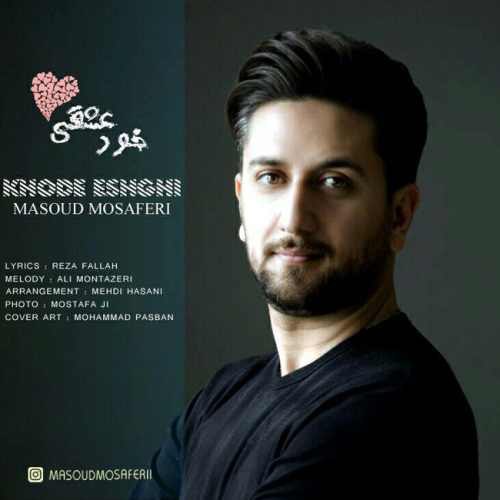 خود عشقی
KHODE ESHGHI
MASOUD MOSAFERI
LYRICS : REZA FALLAH
MELODY : ALI MONTAZERI
ARRANGEMENT : MEHDI HASANI
PHOTO : MOSTAFA JI
COVER ART : MOHAMMAD PASBAN
MASOUDMOSAFERII